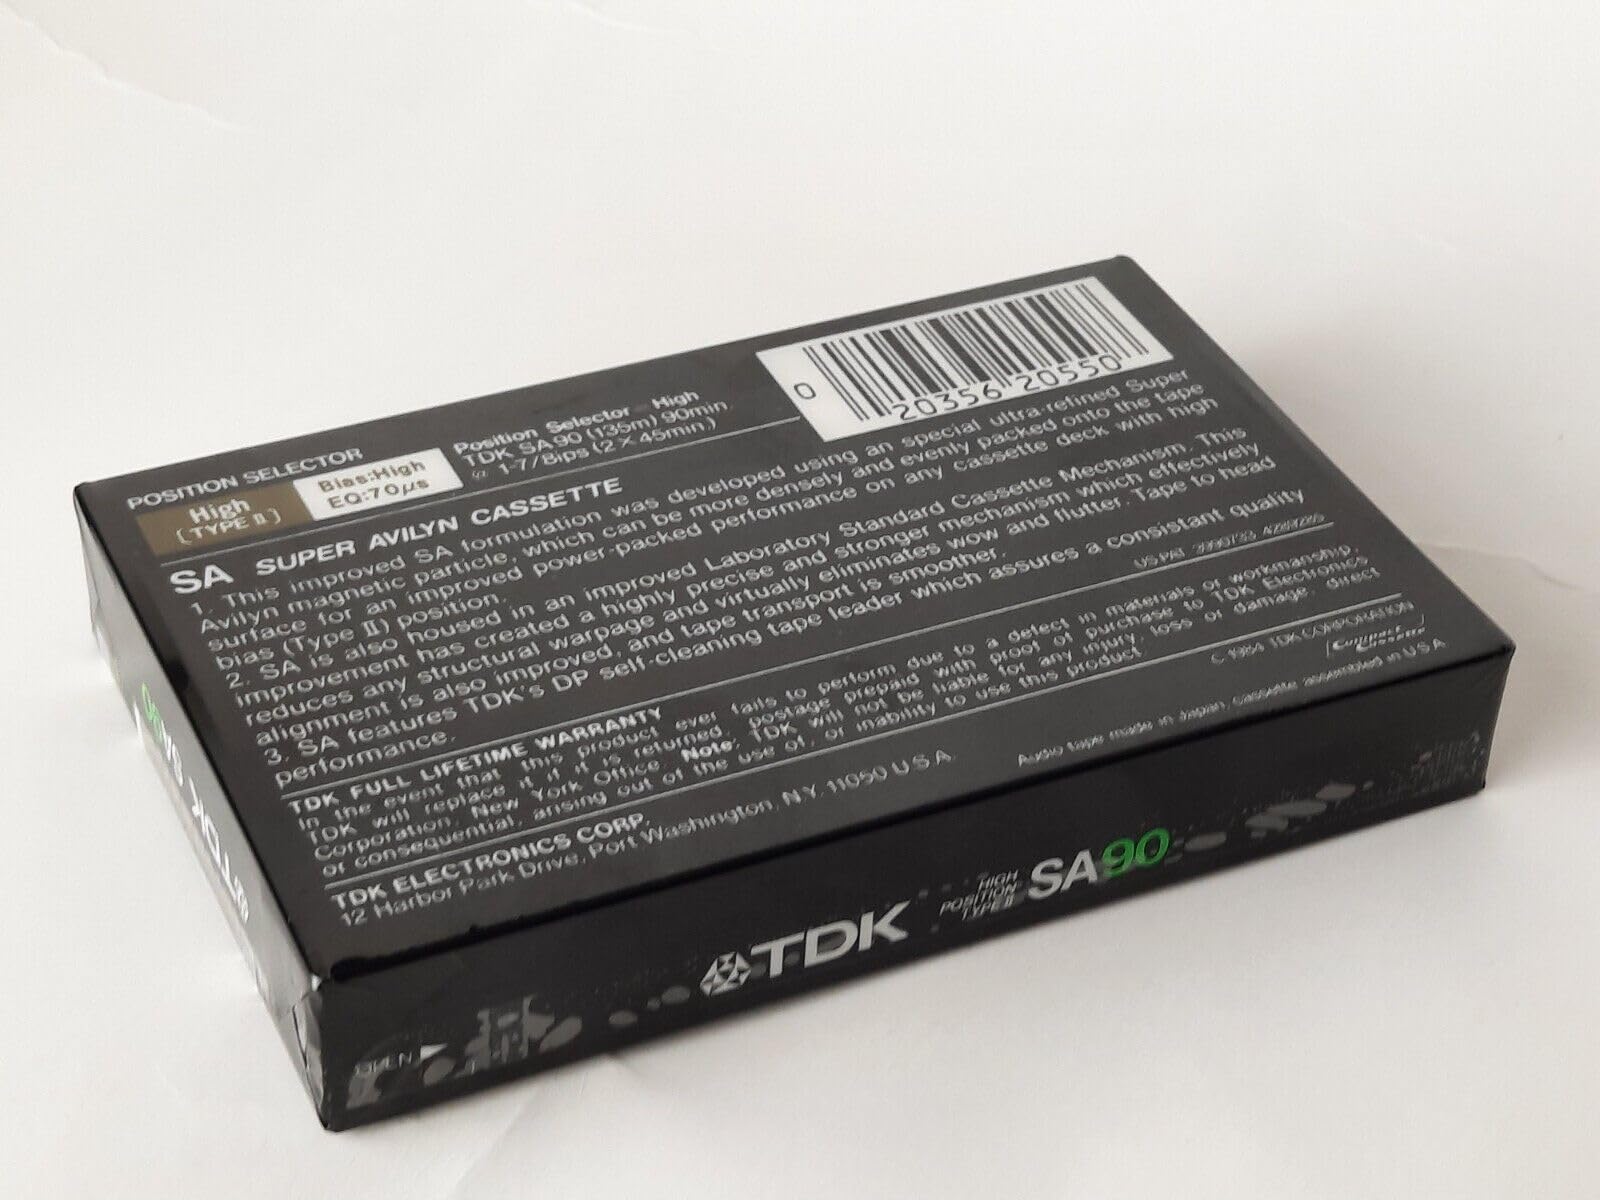 POSITION SELECTOR
High
(TYPE II)
Bias:High
EQ:70µs
Position Selector High
TDK SA 90 (135m) 90min
@ 1-7/8ips (2 × 45min.)
0 20356 20550
SA SUPER AVILYN CASSETTE
1. This improved SA formulation was developed using an special ultra-refined Super
Avilyn magnetic particle, which can be more densely and evenly packed onto the tape
surface for an improved power-packed performance on any cassette deck with high
bias (Type II) position.
2. SA is also housed in an improved Laboratory Standard Cassette Mechanism. This
improvement has created a highly precise and stronger mechanism which effectively
reduces any structural warpage and virtually eliminates wow and flutter. Tape to head
alignment is also improved, and tape transport is smoother.
3. SA features TDK's DP self-cleaning tape leader which assures a consistant quality
performance.
US.PAT
TDK FULL LIFETIME WARRANTY
In the event that this product ever fails to perform due to a defect in materials or workmanship,
TDK will replace it if it is returned, postage prepaid with proof of purchase to TDK Electronics
Corporation, New York Office. Note: TDK will not be liable for any injury, loss of damage, direct
or consequential, arising out of the use of, or inability to use this product.
C 1984 TDK CORPORATION
TDK ELECTRONICS CORP.
12 Harbor Park Drive, Port Washington, N.Y. 11050 U.S.A.
Compact Cassette
Audio tape made in Japan, Cassette assembled in U.S.A
TDK SA90
OPEN
TDK
HIGH
POSITION
TYPE II
SA90